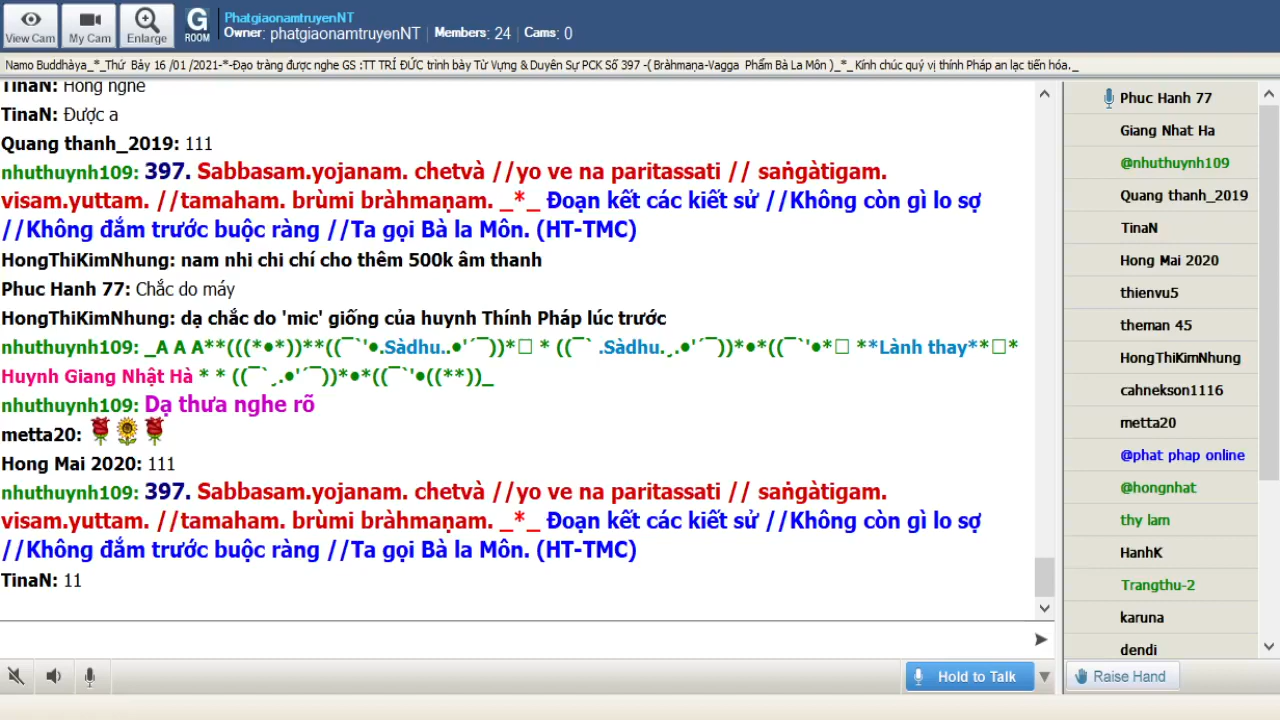 View Cam
My Cam
Enlarge
G
ROOM
PhatgiaonamtruyenNT
Owner: phatgiaonamtruyenNT | Members: 24 | Cams: 0
Namo Buddhàya_*_Thứ Bảy 16 /01 /2021-*-Đạo tràng được nghe GS :TT TRÍ ĐỨC trình bày Từ Vựng & Duyên Sự PCK Số 397 -( Bràhmaṇa-Vagga Phẩm Bà La Môn )_*_ Kính chúc quý vị thính Pháp an lạc tiến hóa._
TinaN: Hong nghe
TinaN: Được a
Quang thanh_2019: 111
nhuthuynh109: 397. Sabbasam.yojanam. chetvà //yo ve na paritassati // saṅgàtigam.
visam.yuttam. //tamaham. brùmi bràhmaṇam. _*_ Đoạn kết các kiết sử //Không còn gì lo sợ
//Không đắm trước buộc ràng //Ta gọi Bà la Môn. (HT-TMC)
HongThiKimNhung: nam nhi chi chí cho thêm 500k âm thanh
Phuc Hanh 77: Chắc do máy
HongThiKimNhung: dạ chắc do 'mic' giống của huynh Thính Pháp lúc trước
nhuthuynh109: _A A A**(((*•*))**((¯`'•.Sàdhu..•'´¯))*□ * ((¯` .Sàdhu.¸.•'´¯))*•*((¯`'•*□ **Lành thay**□*
Huynh Giang Nhật Hà * * ((¯`¸.•'´¯))*•*((¯`'•((**))_
nhuthuynh109: Dạ thưa nghe rõ
metta20:
Hong Mai 2020: 111
nhuthuynh109: 397. Sabbasam.yojanam. chetvà //yo ve na paritassati // saṅgàtigam.
visam.yuttam. //tamaham. brùmi bràhmaṇam. _*_ Đoạn kết các kiết sử //Không còn gì lo sợ
//Không đắm trước buộc ràng //Ta gọi Bà la Môn. (HT-TMC)
TinaN: 11
Hold to Talk
Phuc Hanh 77
Giang Nhat Ha
@nhuthuynh109
Quang thanh_2019
TinaN
Hong Mai 2020
thienvu5
theman 45
HongThiKimNhung
cahnekson1116
metta20
@phat phap online
@hongnhat
thy lam
HanhK
Trangthu-2
karuna
dendi
Raise Hand